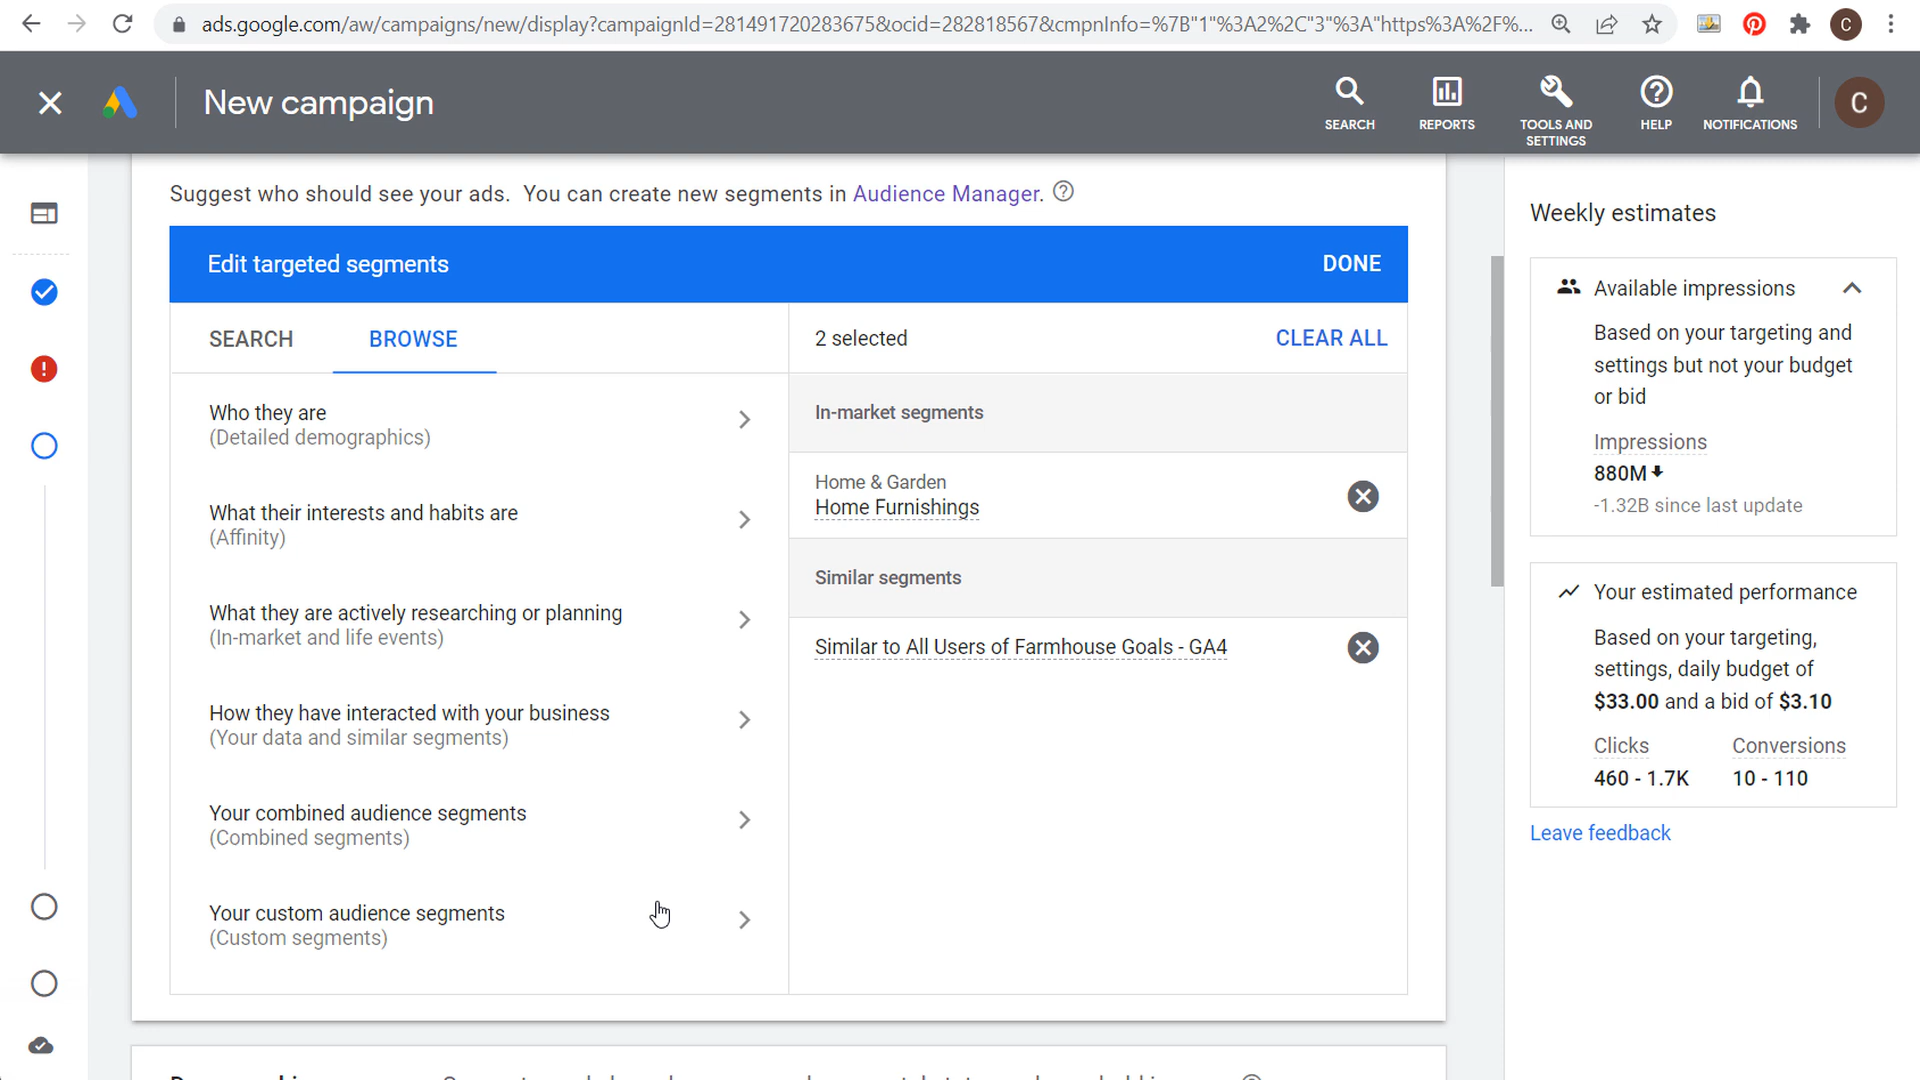 ads.google.com/aw/campaigns/new/display?campaignId=281491720283675&ocid=282818567&cmpnInfo=%7B"1"%3A2%2C"3"%3A"https%3A%2F%...
C
New campaign
SEARCH
REPORTS
TOOLS AND
SETTINGS
HELP
NOTIFICATIONS
C
Suggest who should see your ads. You can create new segments in Audience Manager.
Edit targeted segments
DONE
SEARCH
BROWSE
2 selected
CLEAR ALL
Who they are
(Detailed demographics)
What their interests and habits are
(Affinity)
What they are actively researching or planning
(In-market and life events)
How they have interacted with your business
(Your data and similar segments)
Your combined audience segments
(Combined segments)
Your custom audience segments
(Custom segments)
In-market segments
Home & Garden
Home Furnishings
Similar segments
Similar to All Users of Farmhouse Goals - GA4
Weekly estimates
Available impressions
Based on your targeting and
settings but not your budget
or bid
Impressions
880M
-1.32B since last update
Your estimated performance
Based on your targeting,
settings, daily budget of
$33.00 and a bid of $3.10
Clicks
Conversions
460 - 1.7K
10 - 110
Leave feedback